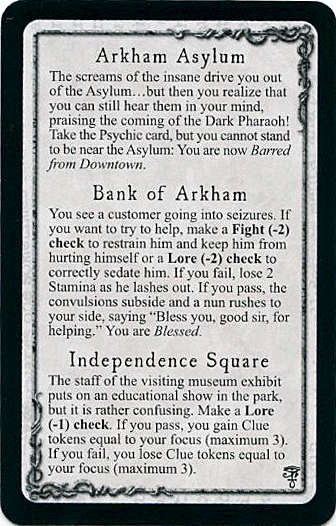 Arkham Asylum
The screams of the insane drive you out
of the Asylum...but then you realize that
you can still hear them in your mind,
praising the coming of the Dark Pharaoh!
Take the Psychic card, but you cannot stand
to be near the Asylum: You are now Barred
from Downtown.
Bank of Arkham
You see a customer going into seizures. If
you want to try to help, make a Fight (-2)
check to restrain him and keep him from
hurting himself or a Lore (-2) check to
correctly sedate him. If you fail, lose 2
Stamina as he lashes out. If you pass, the
convulsions subside and a nun rushes to
your side, saying “Bless you, good sir, for
helping.” You are Blessed.
Independence Square
The staff of the visiting museum exhibit
puts on an educational show in the park,
but it is rather confusing. Make a Lore
(-1) check. If you pass, you gain Clue
tokens equal to your focus (maximum 3).
If you fail, you lose Clue tokens equal to
your focus (maximum 3).